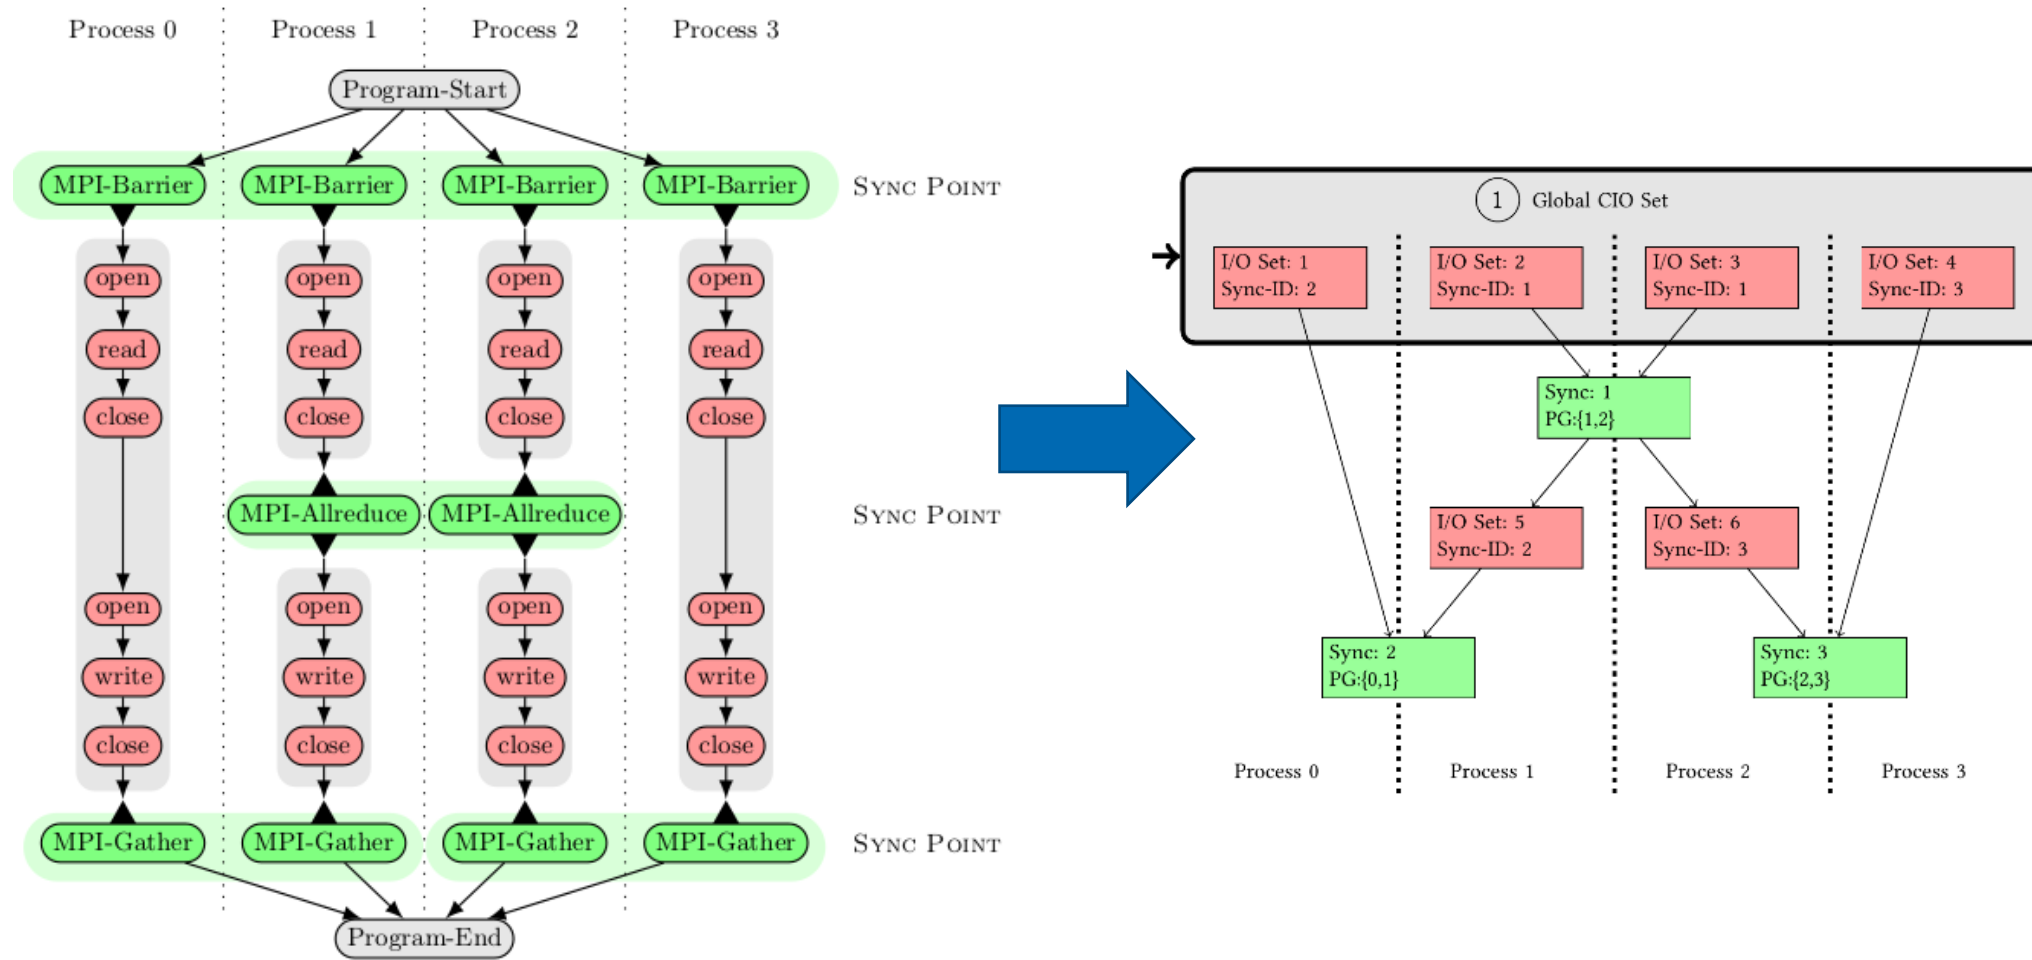 Process 0
Process 1
Process 2
Process 3
Program-Start
MPI-Barrier
MPI-Barrier
MPI-Barrier
MPI-Barrier
SYNC POINT
open
open
open
open
read
read
read
read
close
close
close
close
MPI-Allreduce
MPI-Allreduce
SYNC POINT
open
open
open
open
write
write
write
write
close
close
close
close
MPI-Gather
MPI-Gather
MPI-Gather
MPI-Gather
SYNC POINT
Program-End
1
Global CIO Set
I/O Set: 1
Sync-ID: 2
I/O Set: 2
Sync-ID: 1
I/O Set: 3
Sync-ID: 1
I/O Set: 4
Sync-ID: 3
Sync: 1
PG:{1,2}
I/O Set: 5
Sync-ID: 2
I/O Set: 6
Sync-ID: 3
Sync: 2
PG:{0,1}
Sync: 3
PG:{2,3}
Process 0
Process 1
Process 2
Process 3